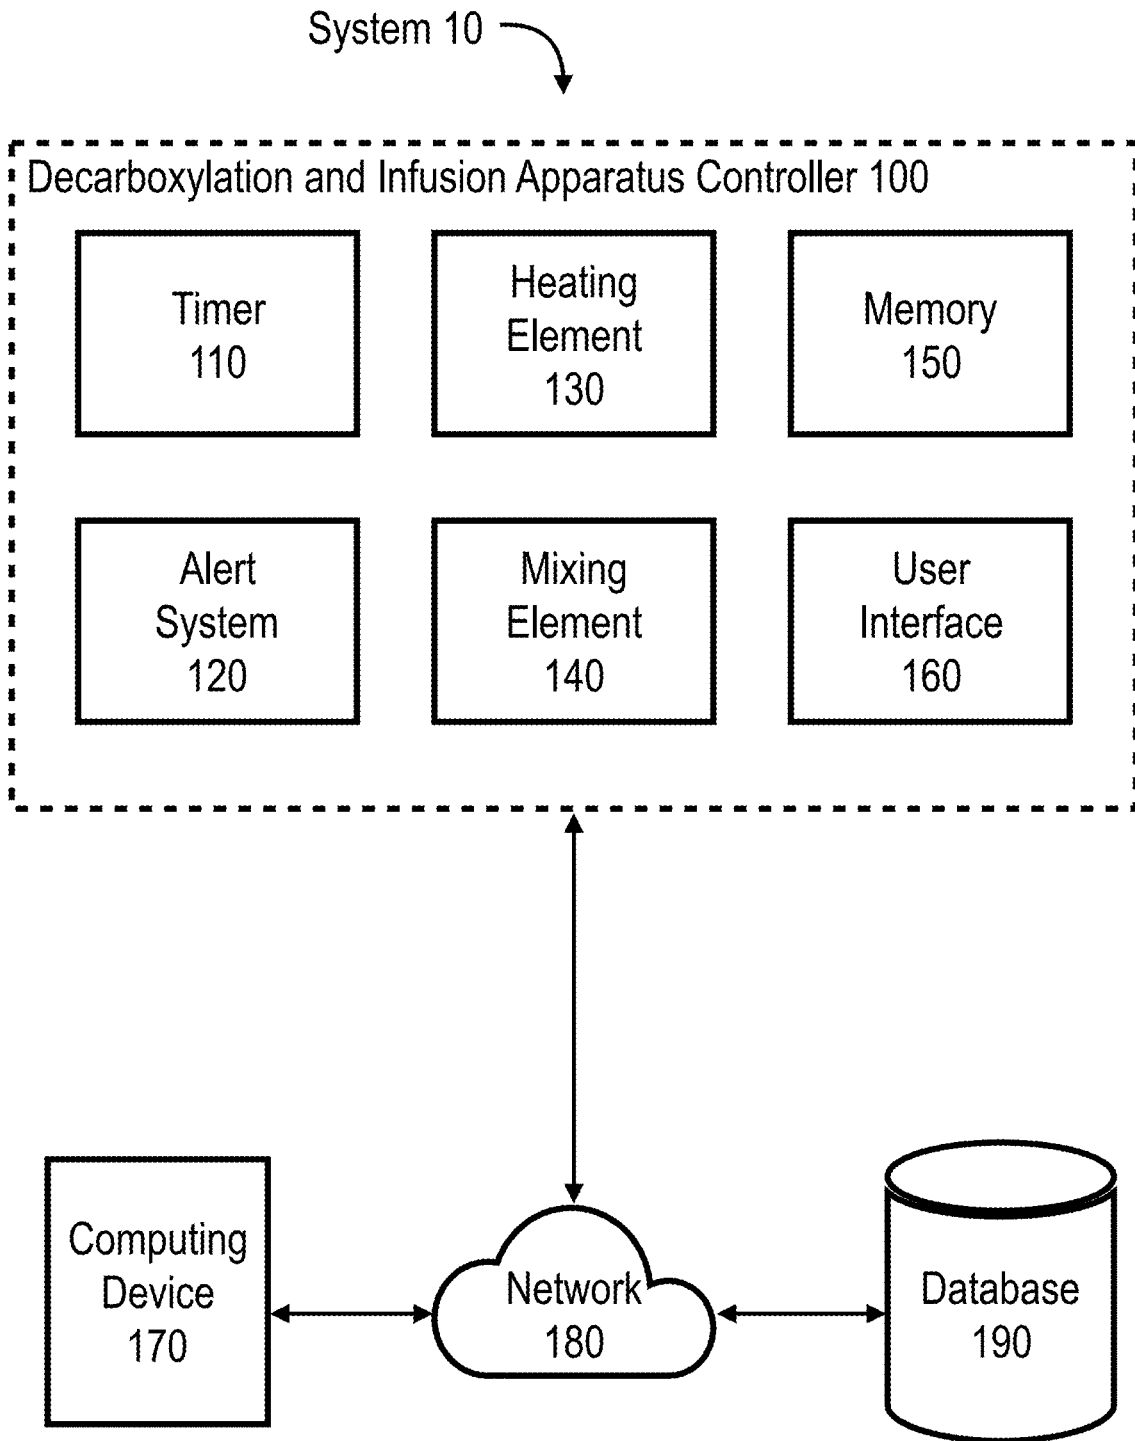 System 10
Decarboxylation and Infusion Apparatus Controller 100
Timer
110
Heating
Element
130
Memory
150
Alert
System
120
Mixing
Element
140
User
Interface
160
Computing
Device
170
Network
180
Database
190